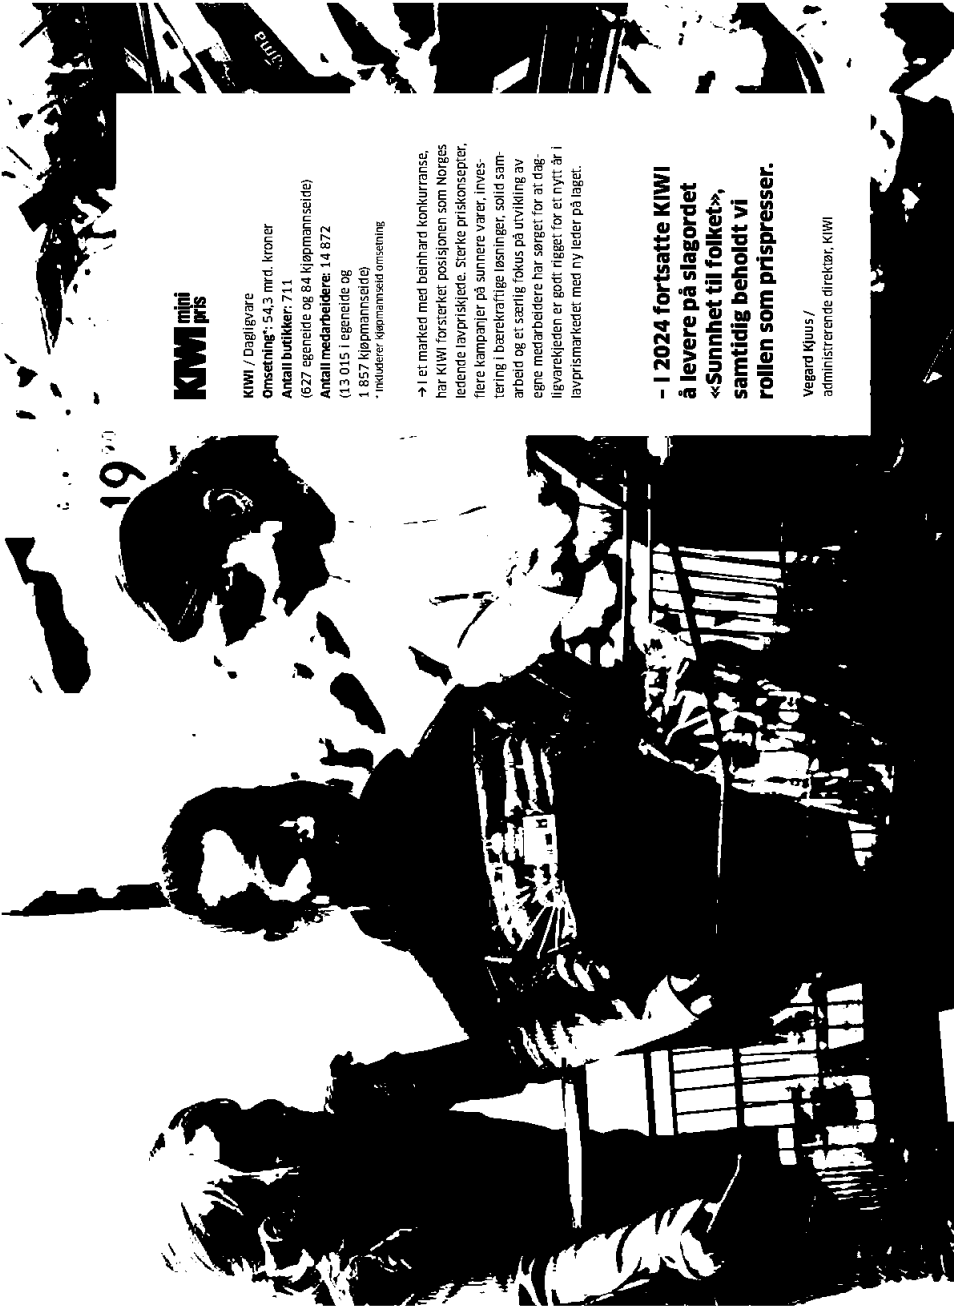 KIWI mini pris
KIWI / Dagligvare
Omsetning*: 54,3 mrd. kroner
Antall butikker: 711
(627 egeneide og 84 kjøpmannseide)
Antall medarbeidere: 14 872
(13 015 i egeneide og
1 857 kjøpmannseide)
*Inkluderer kjøpmannseid omsetning
→ I et marked med beinhard konkurranse,
har KIWI forsterket posisjonen som Norges
ledende lavpriskjede. Sterke priskonsepter,
flere kampanjer på sunnere varer, inves-
tering i bærekraftige løsninger, solid sam-
arbeid og et særlig fokus på utvikling av
egne medarbeidere har sørget for at dag-
ligvarekjeden er godt rigget for et nytt år i
lavprismarkedet med ny leder på laget.
– I 2024 fortsatte KIWI
å levere på slagordet
«Sunnhet til folket»,
samtidig beholdt vi
rollen som prispresser.
Vegard Kjuus /
administrerende direktør, KIWI
19